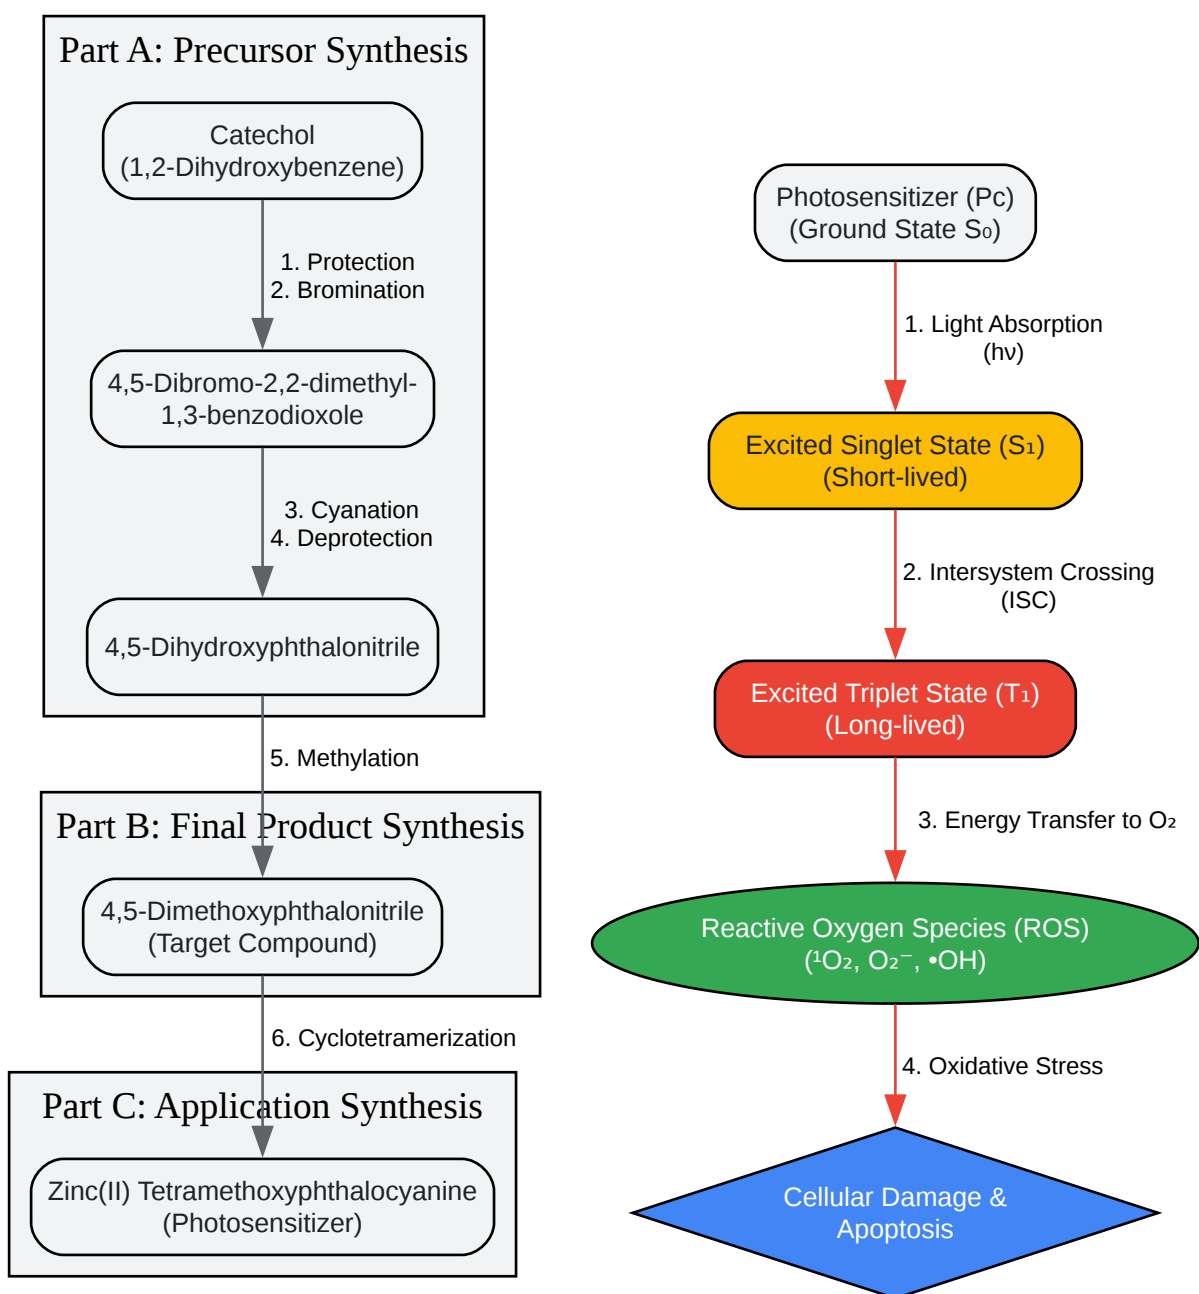 Part A: Precursor Synthesis
Catechol
(1,2-Dihydroxybenzene)
1. Protection
2. Bromination
4,5-Dibromo-2,2-dimethyl-
1,3-benzodioxole
3. Cyanation
4. Deprotection
4,5-Dihydroxyphthalonitrile
5. Methylation
Part B: Final Product Synthesis
4,5-Dimethoxyphthalonitrile
(Target Compound)
6. Cyclotetramerization
Part C: Application Synthesis
Zinc(II) Tetramethoxyphthalocyanine
(Photosensitizer)
Photosensitizer (Pc)
(Ground State S₀)
1. Light Absorption
(hν)
Excited Singlet State (S₁)
(Short-lived)
2. Intersystem Crossing
(ISC)
Excited Triplet State (T₁)
(Long-lived)
3. Energy Transfer to O₂
Reactive Oxygen Species (ROS)
(¹O₂, O₂⁻, •OH)
4. Oxidative Stress
Cellular Damage &
Apoptosis